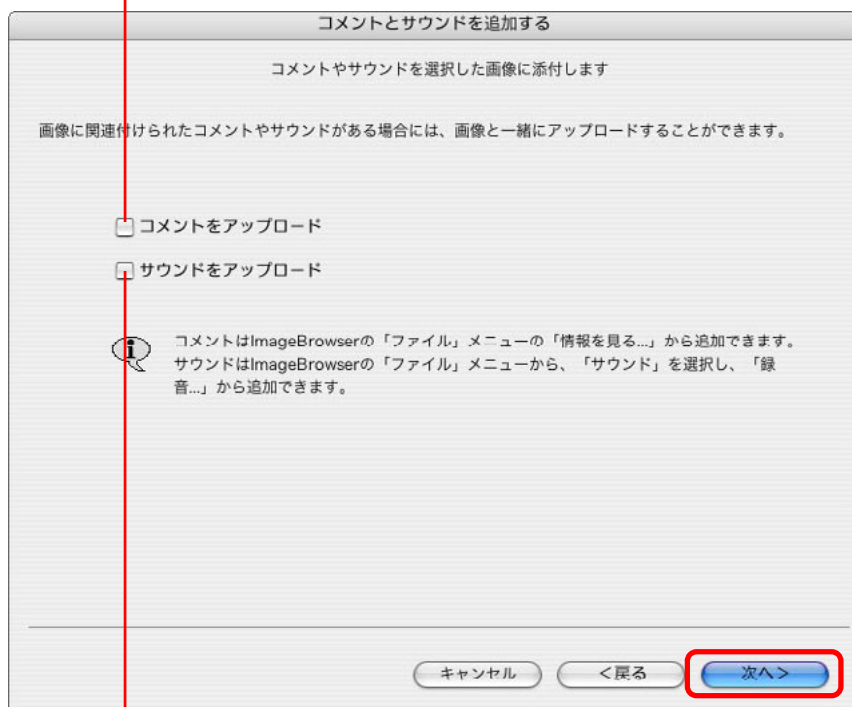 コメントとサウンドを追加する
コメントやサウンドを選択した画像に添付します
画像に関連付けられたコメントやサウンドがある場合には、画像と一緒にアップロードすることができます。
コメントをアップロード
サウンドをアップロード
コメントはImageBrowserの「ファイル」メニューの「情報を見る...」から追加できます。
サウンドはImageBrowserの「ファイル」メニューから、「サウンド」を選択し、「録
音...」から追加できます。
キャンセル <戻る 次へ>